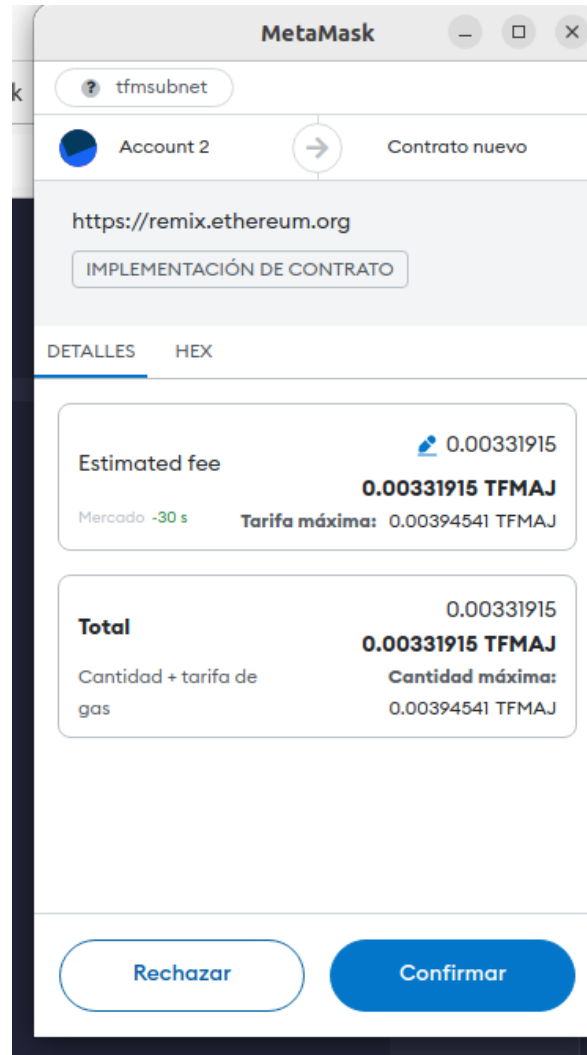 MetaMask
k
? tfmsubnet
Account 2
Contrato nuevo
https://remix.ethereum.org
IMPLEMENTACIÓN DE CONTRATO
DETALLES HEX
0.00331915
Estimated fee
0.00331915 TFMAJ
Mercado -30 s Tarifa máxima: 0.00394541 TFMAJ
0.00331915
Total
0.00331915 TFMAJ
Cantidad + tarifa de
gas
Cantidad máxima:
0.00394541 TFMAJ
Rechazar
Confirmar